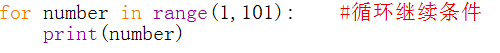 for number in range(1,101):    #循环继续条件
    print(number)